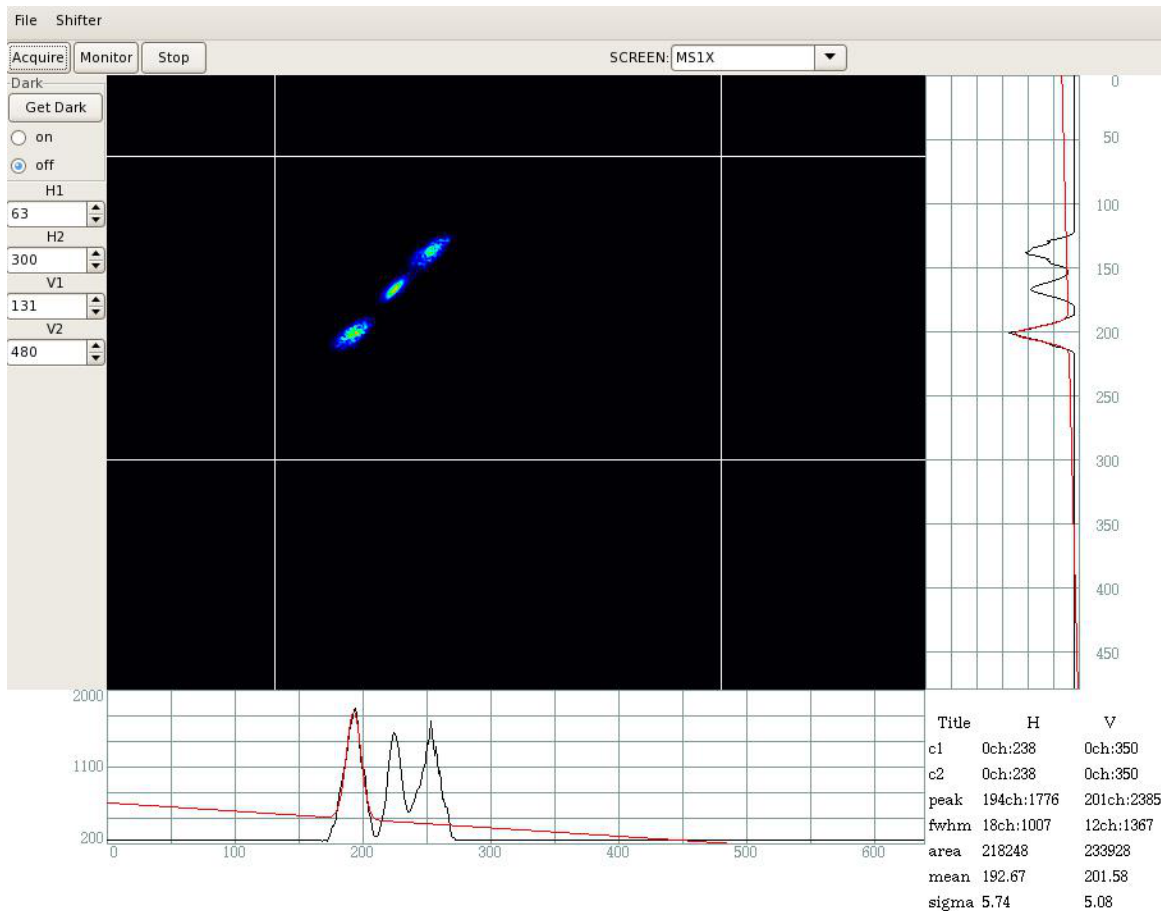 File Shifter
Acquire Monitor Stop SCREEN: MS1X
Dark
Get Dark
on
off
H1
63
H2
300
V1
131
V2
480
0
50
100
150
200
250
300
350
400
450
2000
1100
200
0 100 200 300 400 500 600
Title H V
c1 0ch:238 0ch:350
c2 0ch:238 0ch:350
peak 194ch:1776 201ch:2385
fwhm 18ch:1007 12ch:1367
area 218248 233928
mean 192.67 201.58
sigma 5.74 5.08